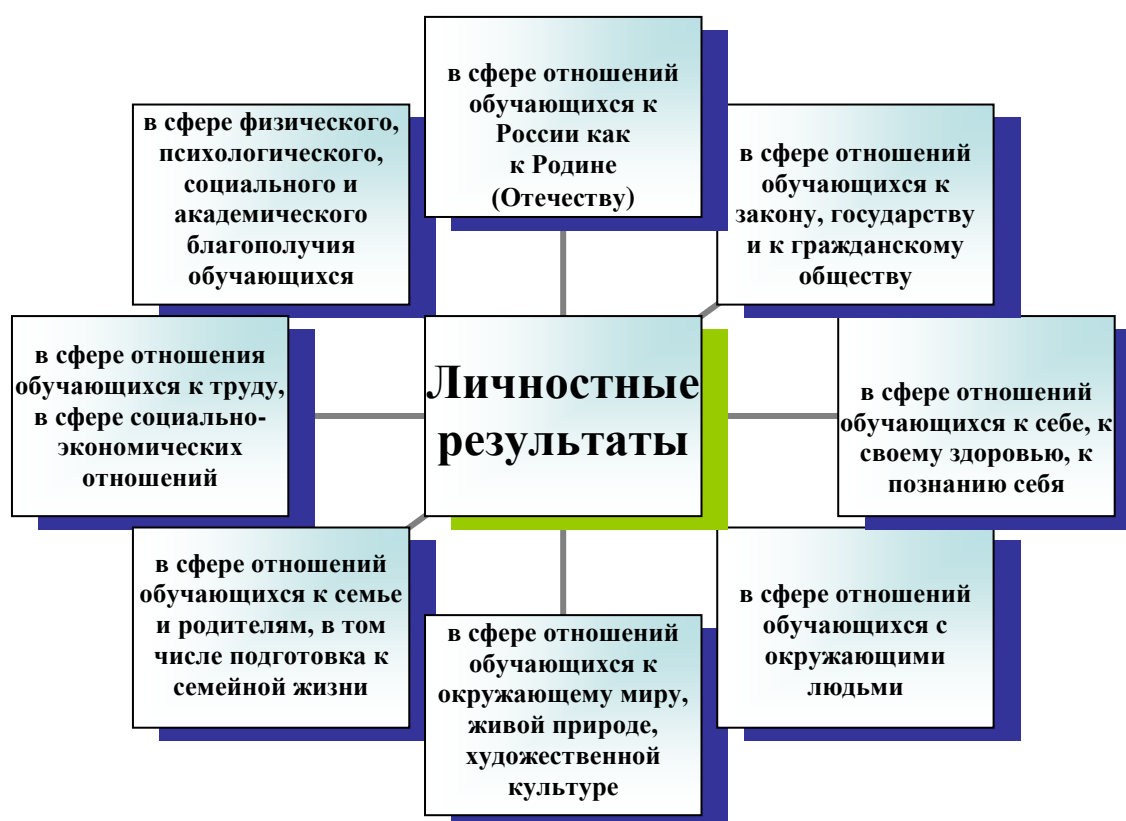 в сфере отношений
обучающихся к
России как
к Родине
(Отечеству)
в сфере отношений
обучающихся к
закону, государству
и к гражданскому
обществу
в сфере отношений
обучающихся к себе, к
своему здоровью, к
познанию себя
в сфере отношений
обучающихся с
окружающими
людьми
в сфере отношений
обучающихся к
окружающему миру,
живой природе,
художественной
культуре
в сфере отношений
обучающихся к семье
и родителям, в том
числе подготовка к
семейной жизни
в сфере отношения
обучающихся к труду,
в сфере социально-
экономических
отношений
в сфере физического,
психологического,
социального и
академического
благополучия
обучающихся
Личностные
результаты